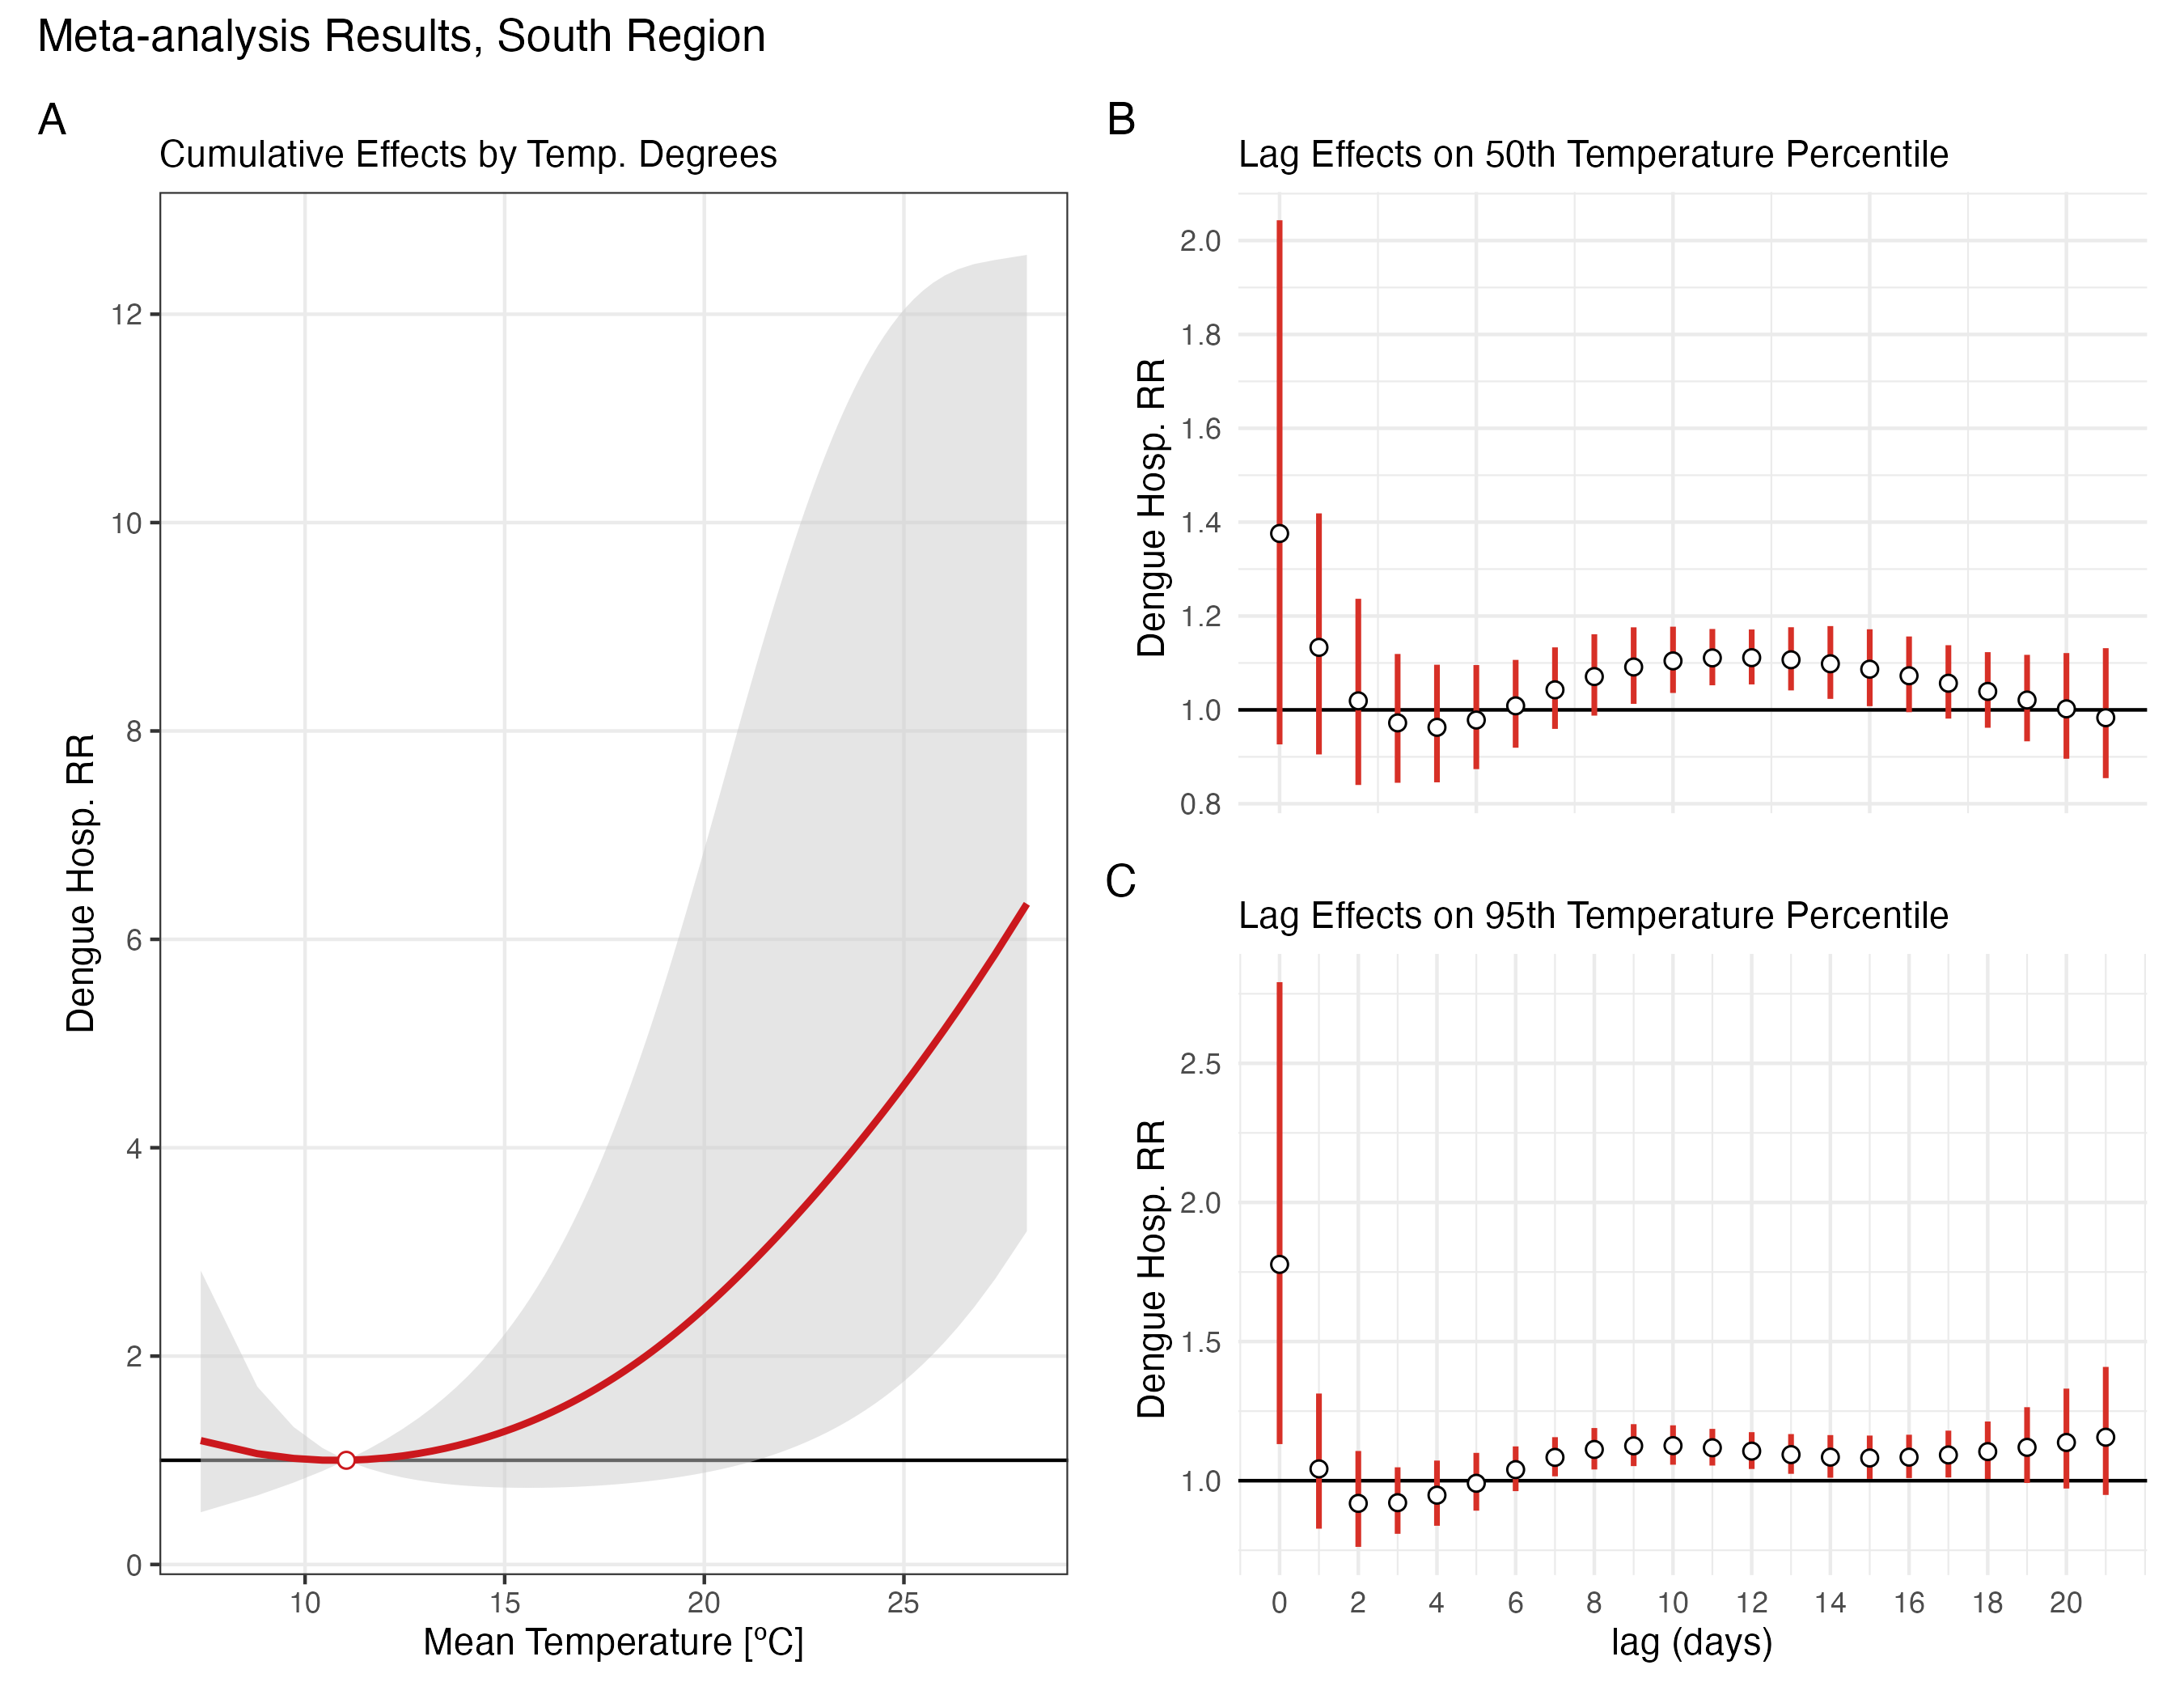 Meta-analysis Results, South Region
A
Cumulative Effects by Temp. Degrees
Dengue Hosp. RR
12
10
8
6
4
2
0
10 15 20 25
Mean Temperature [ºC]
B
Lag Effects on 50th Temperature Percentile
Dengue Hosp. RR
2.0
1.8
1.6
1.4
1.2
1.0
0.8
C
Lag Effects on 95th Temperature Percentile
Dengue Hosp. RR
2.5
2.0
1.5
1.0
0 2 4 6 8 10 12 14 16 18 20
lag (days)